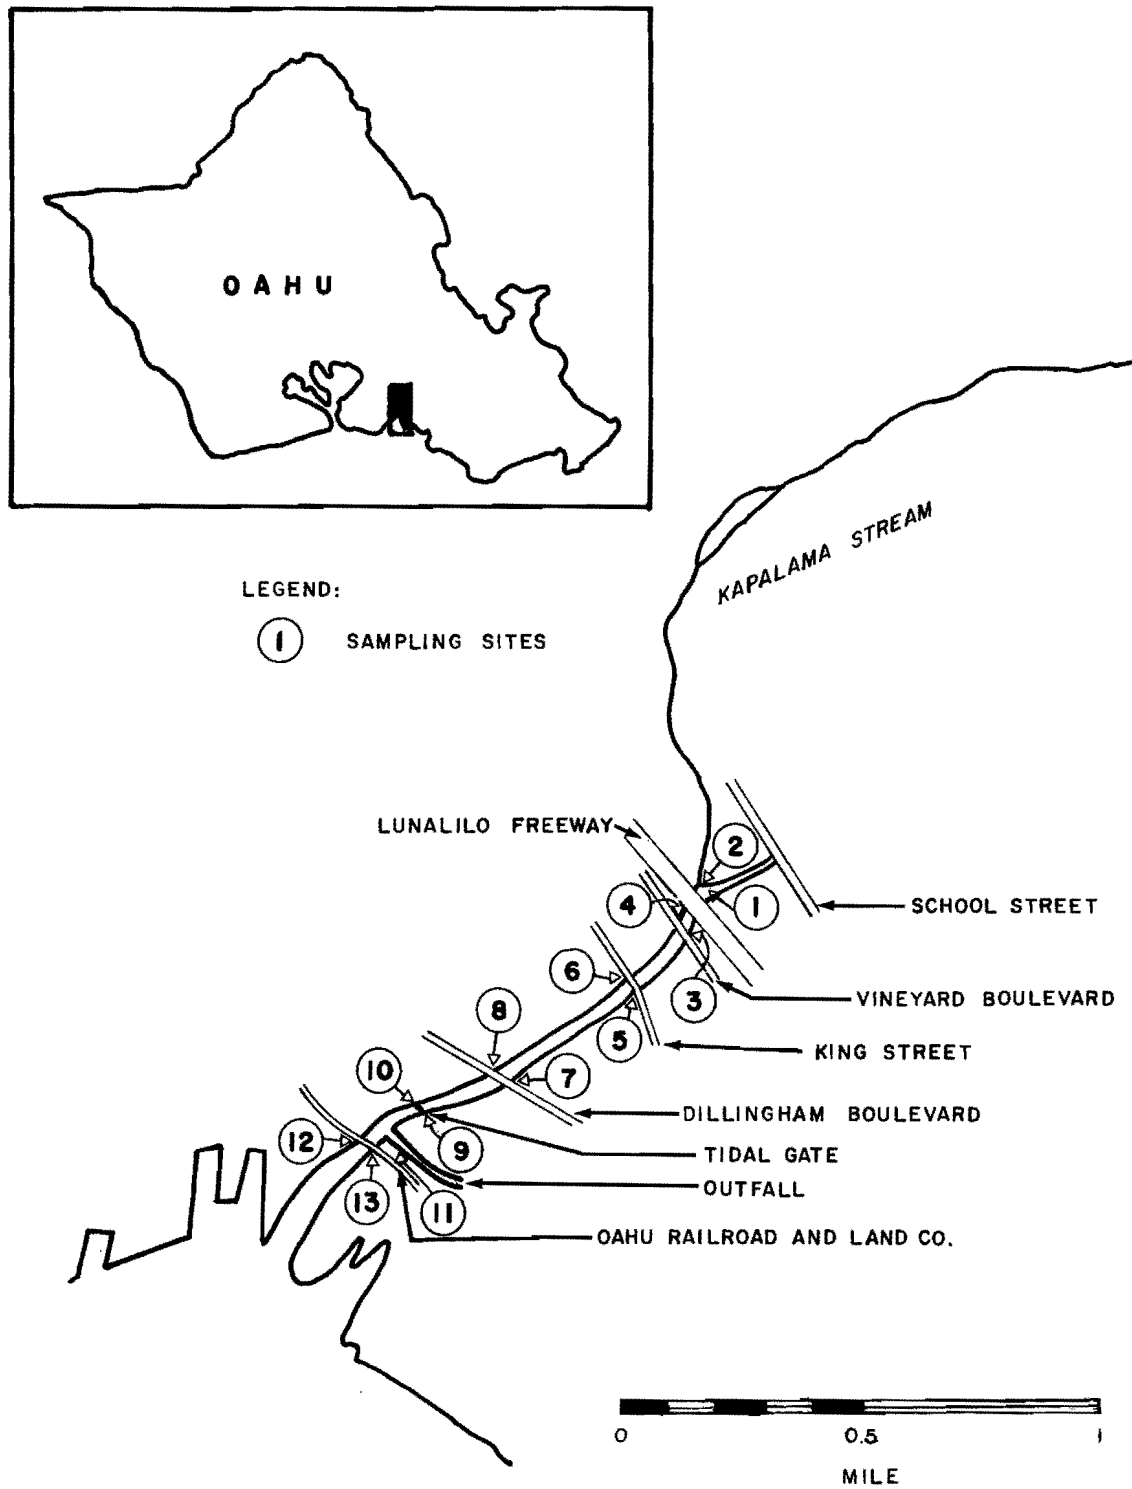 OAHU
KAPALAMA STREAM
LEGEND:
1 SAMPLING SITES
LUNALILO FREEWAY
2
1
4
SCHOOL STREET
6
3
VINEYARD BOULEVARD
8
5
KING STREET
10
7
DILLINGHAM BOULEVARD
12
9
TIDAL GATE
13
11
OUTFALL
OAHU RAILROAD AND LAND CO.
0 0.5 1
MILE